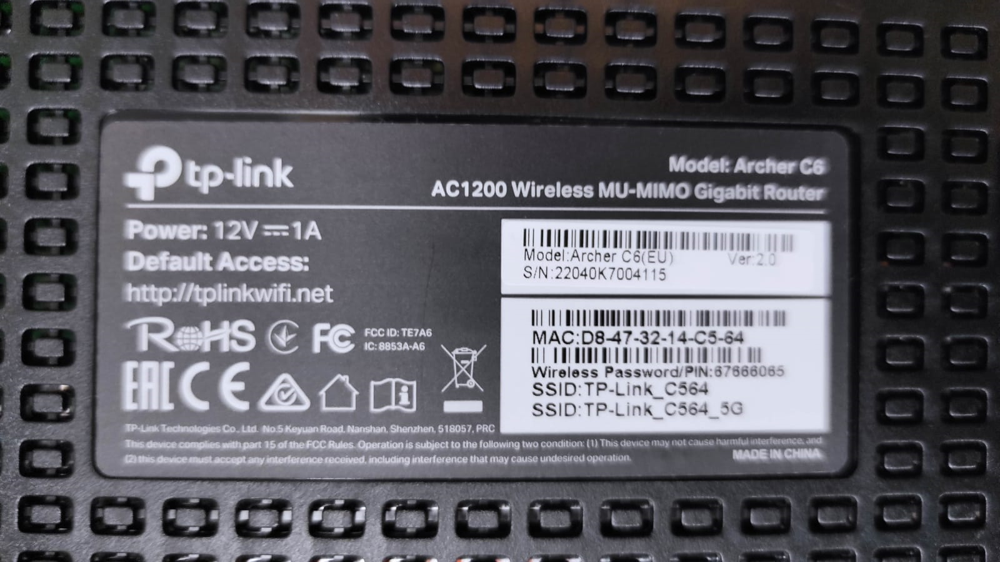 tp-link
Model: Archer C6
AC1200 Wireless MU-MIMO Gigabit Router
Power: 12V⎓1A
Default Access:
http://tplinkwifi.net
Model:Archer C6(EU) Ver:2.0
S/N:22040K7004115
RoHS FC FCC ID: TE7A6
IC: 8853A-A6
EAC CE
MAC:D8-47-32-14-C5-64
Wireless Password/PIN:67666065
SSID:TP-Link_C564
SSID:TP-Link_C564_5G
TP-Link Technologies Co., Ltd. No.5 Keyuan Road, Nanshan, Shenzhen, 518057, PRC
This device complies with part 15 of the FCC Rules. Operation is subject to the following two condition: (1) This device may not cause harmful interference, and
(2) this device must accept any interference received, including interference that may cause undesired operation.
MADE IN CHINA